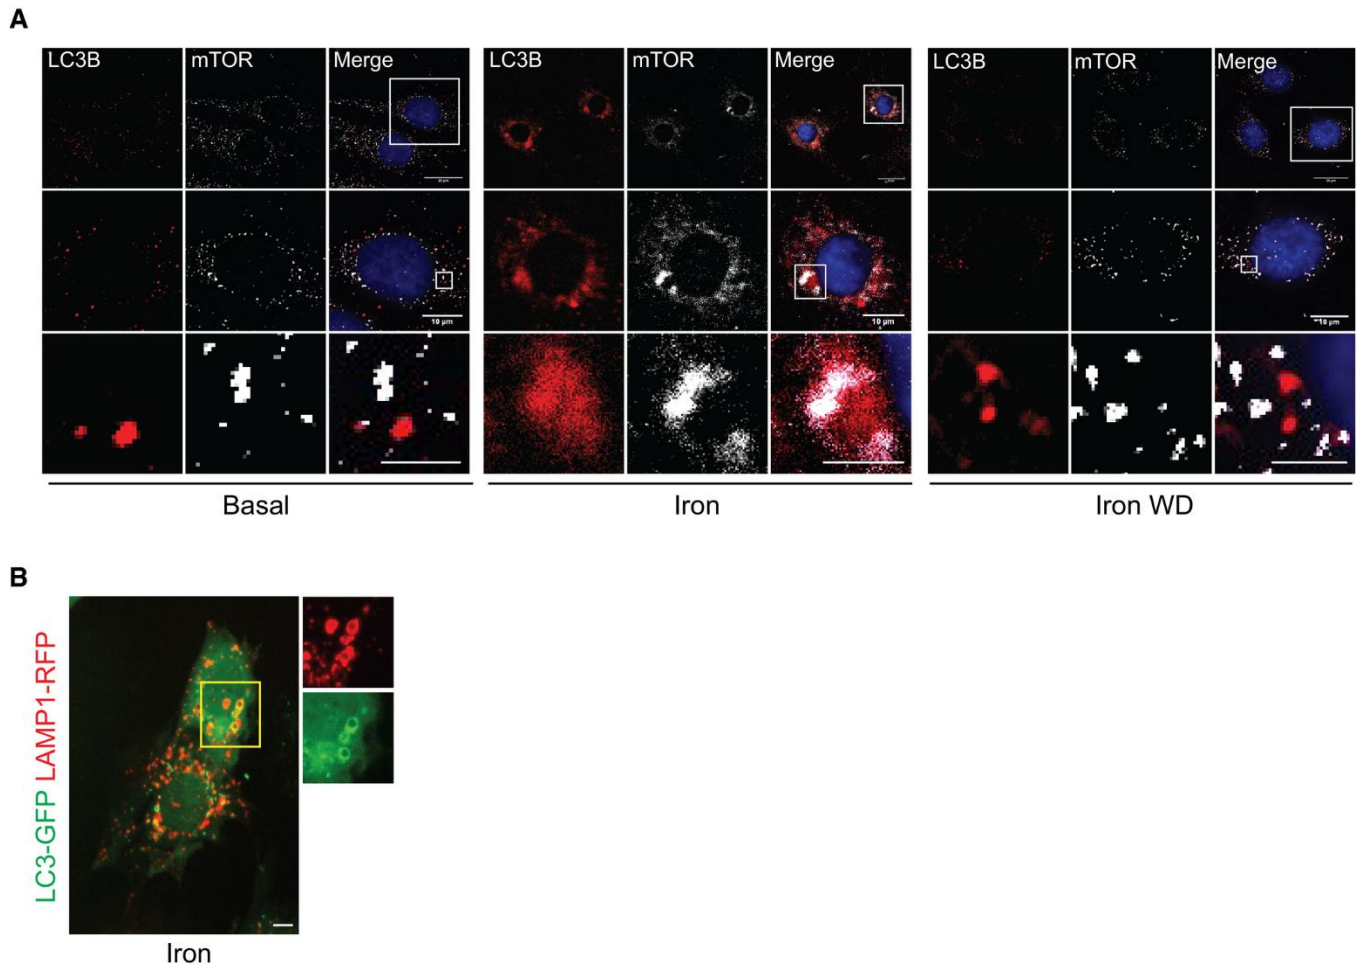 A
LC3B mTOR Merge LC3B mTOR Merge LC3B mTOR Merge
10 µm 10 µm 10 µm
Basal Iron Iron WD
B
LC3-GFP LAMP1-RFP
Iron